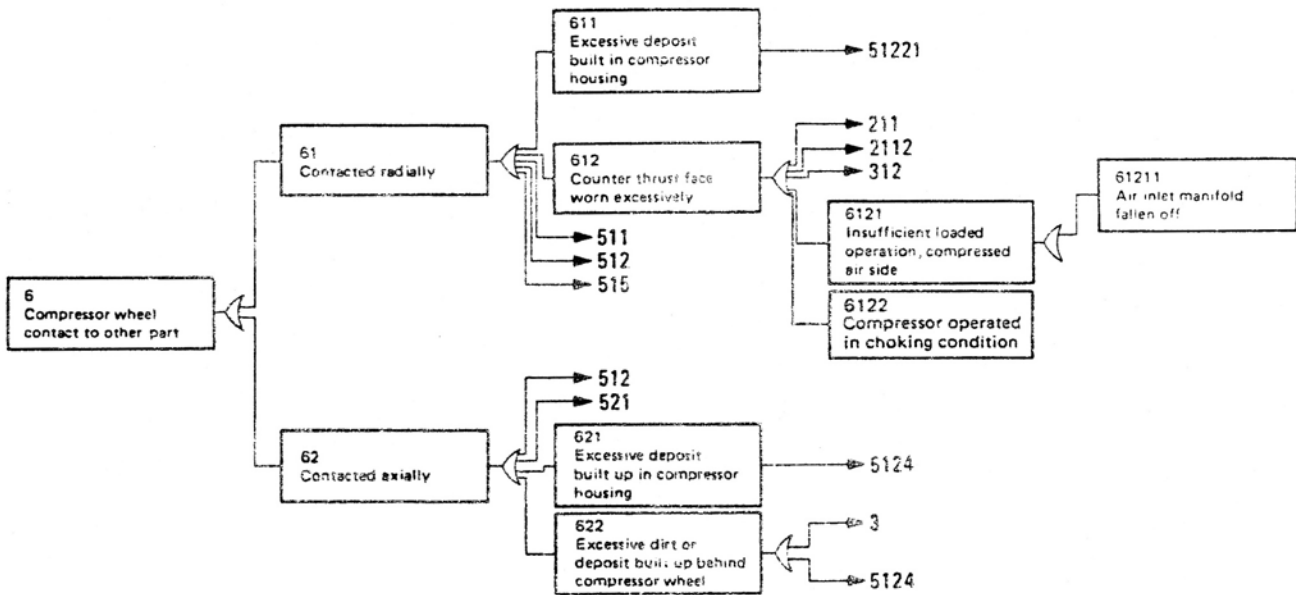 611
Excessive deposit
built in compressor
housing
51221
61
Contacted radially
612
Counter thrust face
worn excessively
211
2112
312
61211
Air inlet manifold
fallen off
6121
Insufficient loaded
operation, compressed
air side
511
512
515
6
Compressor wheel
contact to other part
6122
Compressor operated
in choking condition
512
521
62
Contacted axially
621
Excessive deposit
built up in compressor
housing
5124
622
Excessive dirt or
deposit built up behind
compressor wheel
3
5124